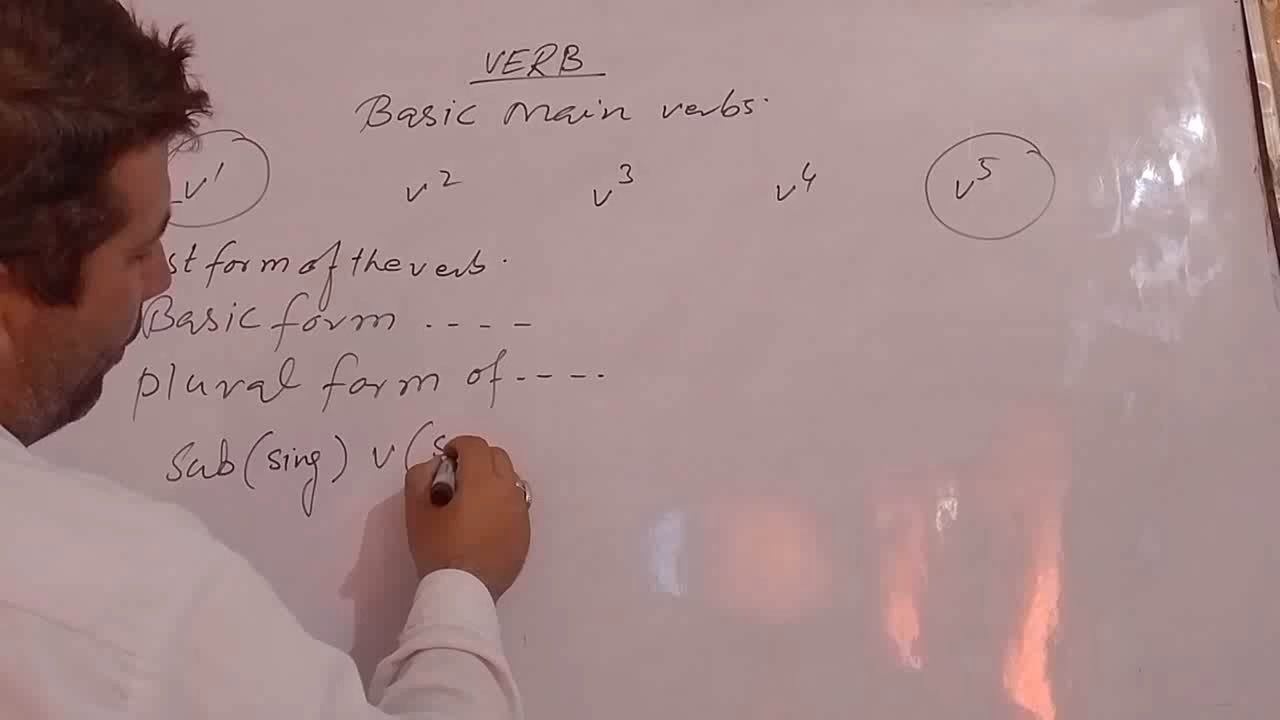 VERB
Basic main verbs.
v¹ v² v³ v⁴ v⁵
st form of the verb.
Basic form ----
plural form of ----.
Sub (sing) v (s